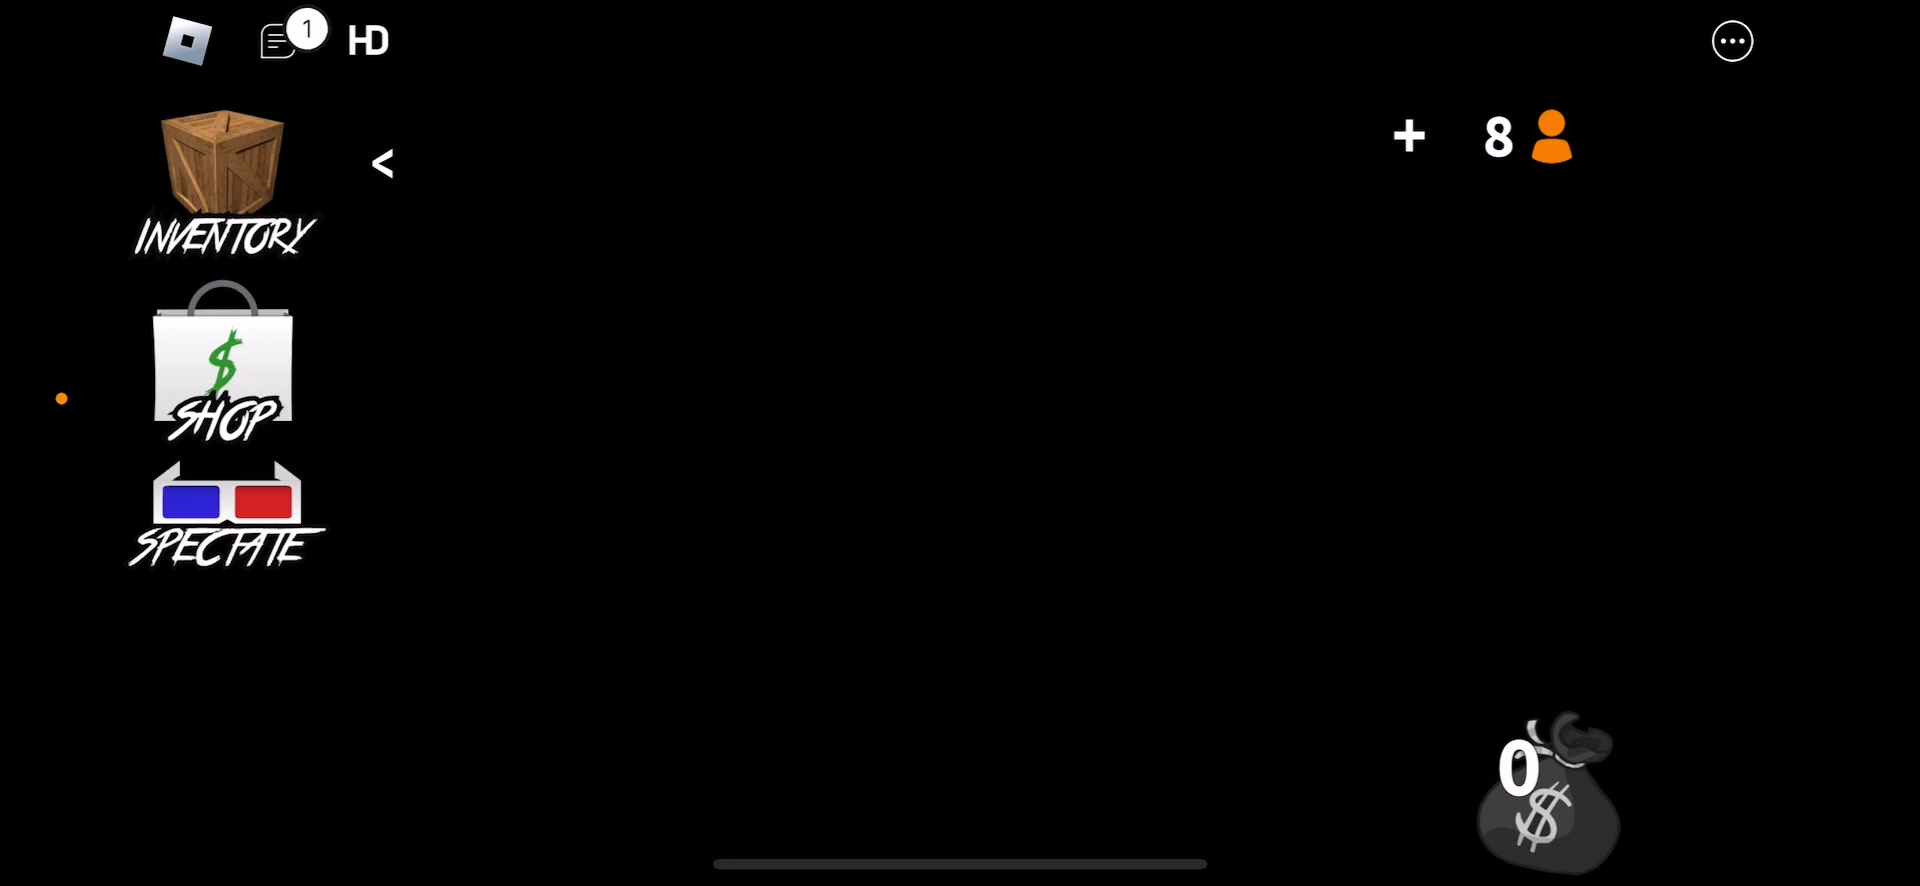 1
HD
<
+ 8
INVENTORY
$
SHOP
SPECTATE
0
$